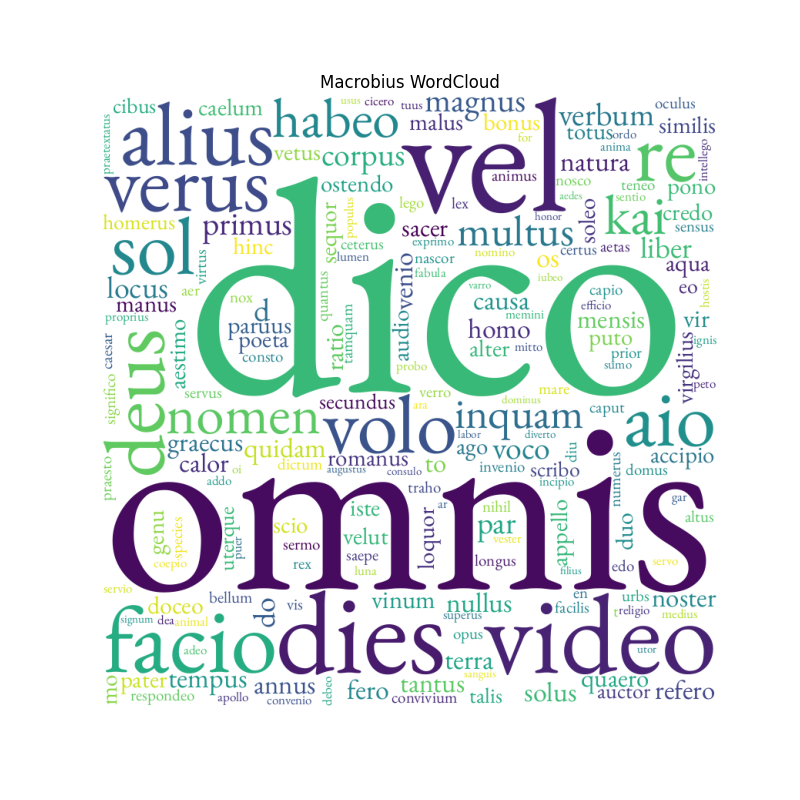 Macrobius WordCloud
cibus caelum habeo usus cicero tuus magnus oculus
praetextatus alius malus bonus verbum totus ordo similis
vetus corpus vel for natura anima re intellego
verus ostendo animus nosco teneo pono
homerus primus sequor populus lego lex aedes sentio
sol hinc virtus ceterus sacer multus honor soleo kai credo
lumen exprimo nascor nomino certus aetas sensus liber
locus aer quantus dico fabula venio os aqua
manus nox d varro iubeo capio eo hostis
proprius paruus ratio tamquam audio causa memini efficio mensis vir
caesar deus aestimo poeta consto homo alter mitto puto prior sumo virgilius ignis
significo servus probo verro mare peto
nomen secundus ara dominus inquam caput aio
graecus quidam volo labor diverto ago voco diu numerus accipio
calor oi dictum romanus augustus consulo to invenio scribo domus
praesto addo traho incipio
omnis
genu species coepio uterque puer scio sermo rex iste velut saepe luna loquor ar nihil par vester longus appello filius duo edo gar altus servo
servio doceo bellum do vis vinum nullus superus en facilis urbs t religio medius noster
signum dea animal facio dies opus video utor
adeo terra sanguis
mo pater tempus annus fero tantus talis solus quaero auctor refero
respondeo apollo convenio debeo convivium